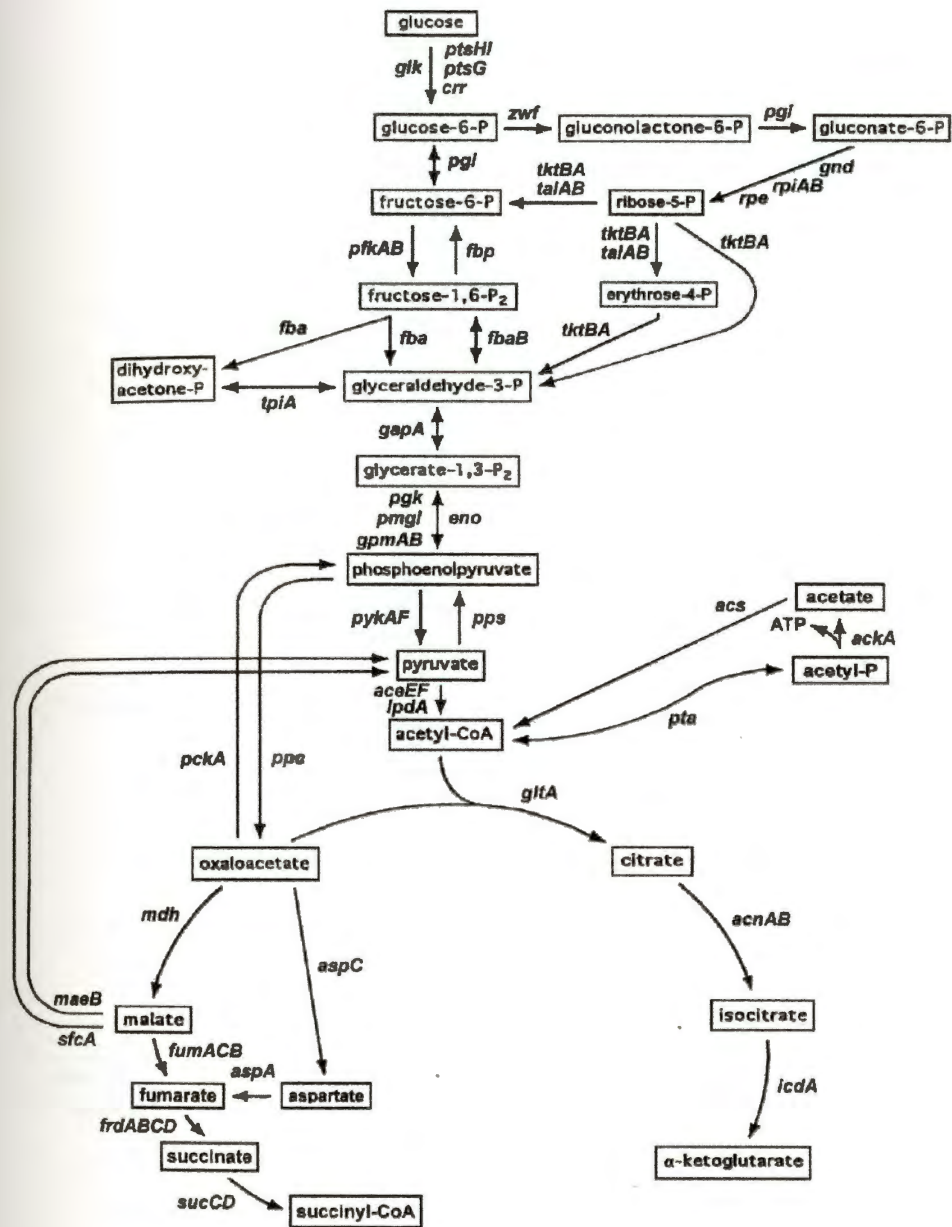 glucose
glk
ptsHI
ptsG
crr
glucose-6-P
zwf
gluconolactone-6-P
pgl
gluconate-6-P
pgI
tktBA
talAB
gnd
rpiAB
rpe
fructose-6-P
ribose-5-P
pfkAB
fbp
tktBA
talAB
tktBA
fructose-1,6-P₂
erythrose-4-P
fba
fba
fbaB
tktBA
dihydroxy-
acetone-P
tpiA
glyceraldehyde-3-P
gapA
glycerate-1,3-P₂
pgk
pmgI
gpmAB
eno
phosphoenolpyruvate
pykAF
pps
acs
acetate
ATP
ackA
pyruvate
acetyl-P
aceEF
lpdA
acetyl-CoA
pta
pckA
ppc
gltA
oxaloacetate
citrate
mdh
aspC
acnAB
maeB
sfcA
malate
isocitrate
fumACB
aspA
fumarate
aspartate
icdA
frdABCD
succinate
α-ketoglutarate
sucCD
succinyl-CoA